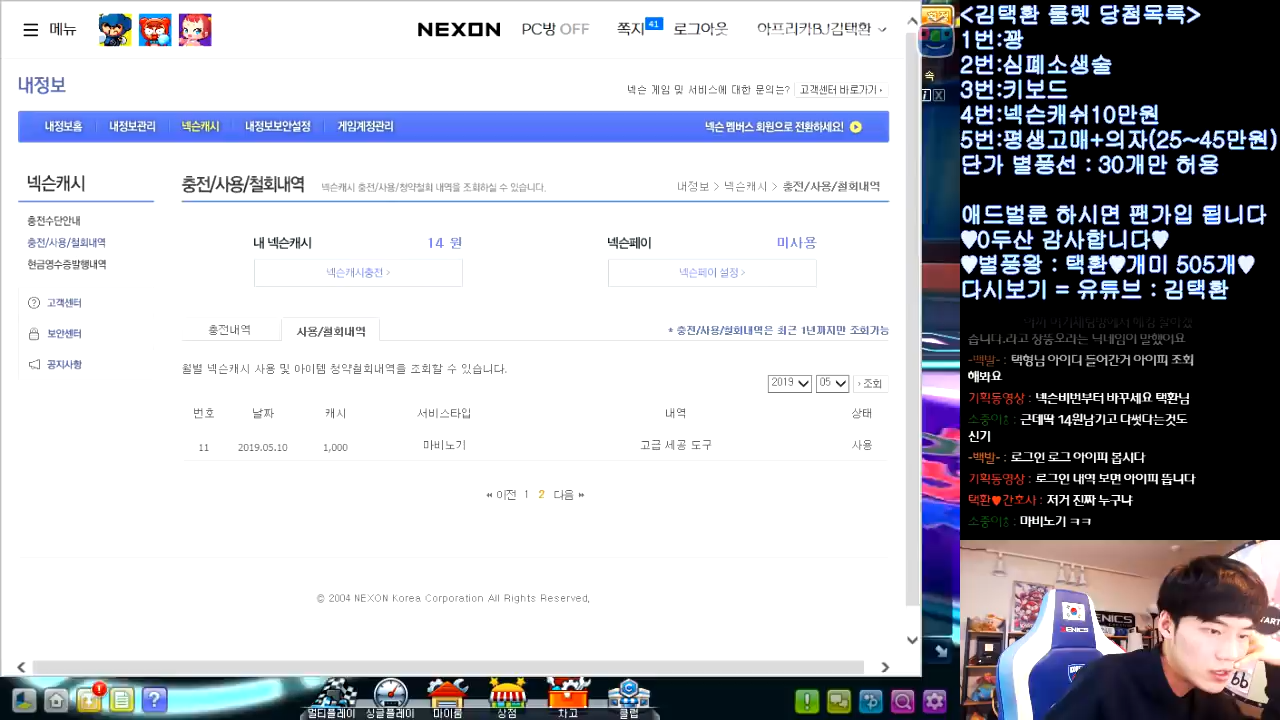 메뉴
NEXON
PC방 OFF
쪽지 41
로그아웃
아프리카BJ김택환
내정보
넥슨 게임 및 서비스에 대한 문의는?
고객센터 바로가기
내정보홈
내정보관리
넥슨캐시
내정보보안설정
게임계정관리
넥슨 멤버스 회원으로 전환하세요!
넥슨캐시
충전수단안내
충전/사용/철회내역
현금영수증발행내역
고객센터
보안센터
공지사항
충전/사용/철회내역
넥슨캐시 충전/사용/청약철회 내역을 조회하실 수 있습니다.
내정보 > 넥슨캐시 > 충전/사용/철회내역
내 넥슨캐시
14 원
넥슨캐시충전 >
넥슨페이
미사용
넥슨페이 설정 >
충전내역
사용/철회내역
* 충전/사용/철회내역은 최근 1년까지만 조회가능
월별 넥슨캐시 사용 및 아이템 청약철회내역을 조회할 수 있습니다.
2019
05
조회
번호 날짜 캐시 서비스타입 내역 상태
11 2019.05.10 1,000 마비노기 고급 세공 도구 사용
이전 1 2 다음
© 2004 NEXON Korea Corporation All Rights Reserved.
멀티플레이
싱글플레이
마이룸
상점
차고
클럽
속
<김택환 룰렛 당첨목록>
1번:꽝
2번:심폐소생술
3번:키보드
4번:넥슨캐쉬10만원
5번:평생고매+의자(25~45만원)
단가 별풍선 : 30개만 허용
애드벌룬 하시면 팬가입 됩니다
♥0두산 감사합니다♥
♥별풍왕 : 택환♥개미 505개♥
다시보기 = 유튜브 : 김택환
-백발- : 택형님 아이디 들어간거 아이피 조회
해봐요
기획동영상 : 넥슨비번부터 바꾸세요 택환님
근데딱 14원남기고 다썻다는것도
신기
-백발- : 로그인 로그 아이피 봅시다
기획동영상 : 로그인 내역 보면 아이피 뜹니다
택환♥간호사 : 저거 진짜 누구냐
마비노기 ㅋㅋ
XENICS
XENICS